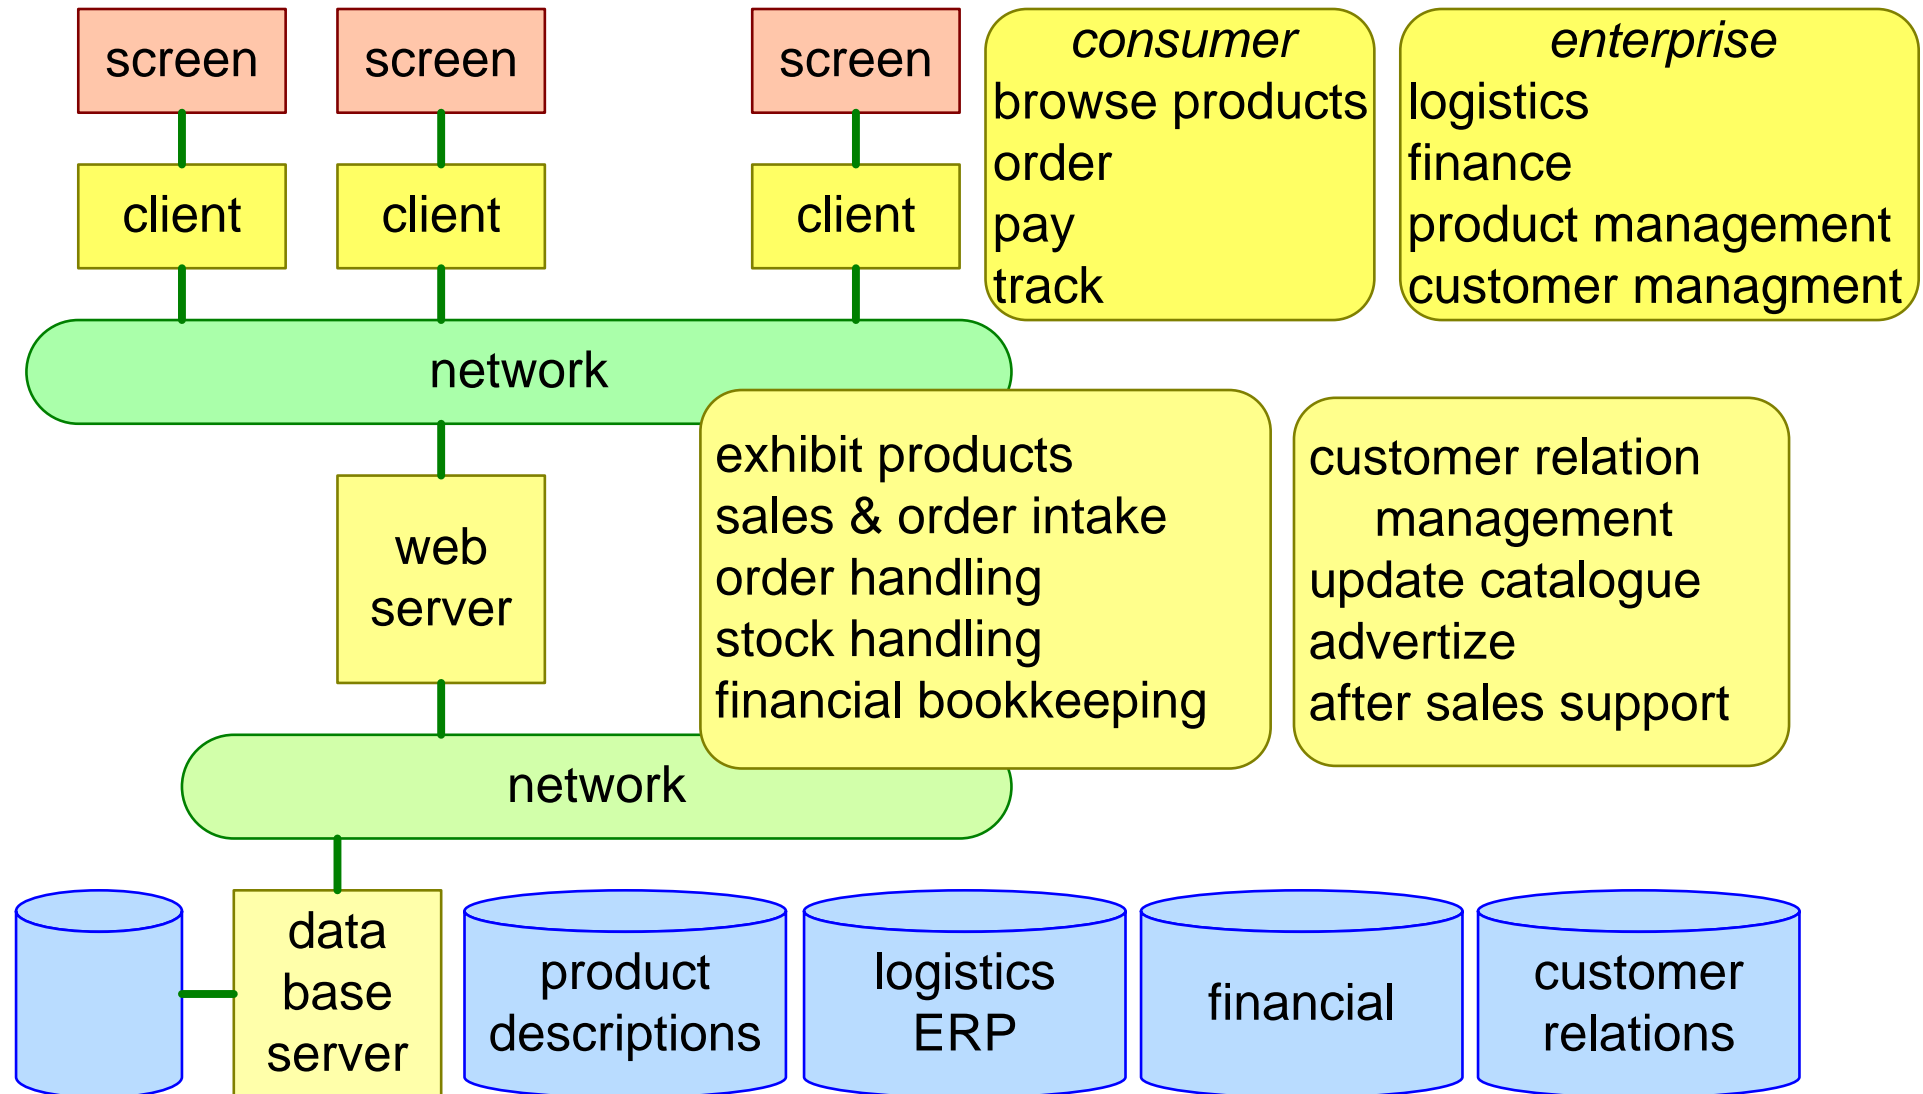 screen
screen
screen
client
client
client
consumer
browse products
order
pay
track
enterprise
logistics
finance
product management
customer managment
network
web
server
exhibit products
sales & order intake
order handling
stock handling
financial bookkeeping
customer relation
management
update catalogue
advertize
after sales support
network
data
base
server
product
descriptions
logistics
ERP
financial
customer
relations